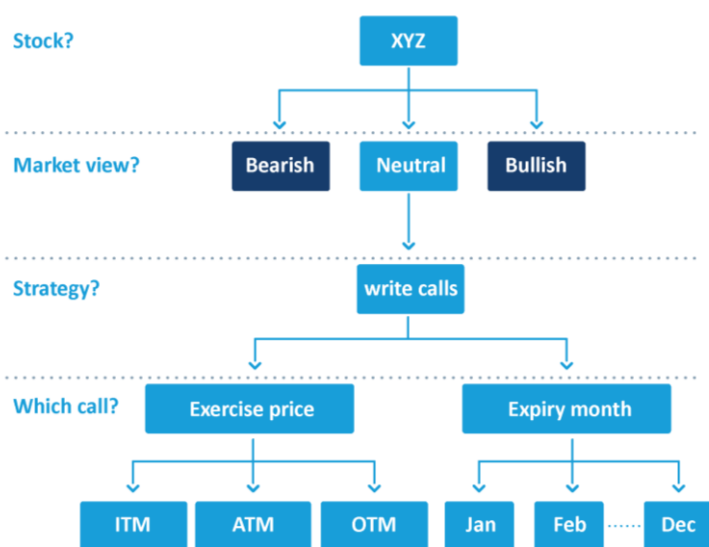 Stock?
XYZ
Market view?
Bearish
Neutral
Bullish
Strategy?
write calls
Which call?
Exercise price
Expiry month
ITM
ATM
OTM
Jan
Feb
Dec